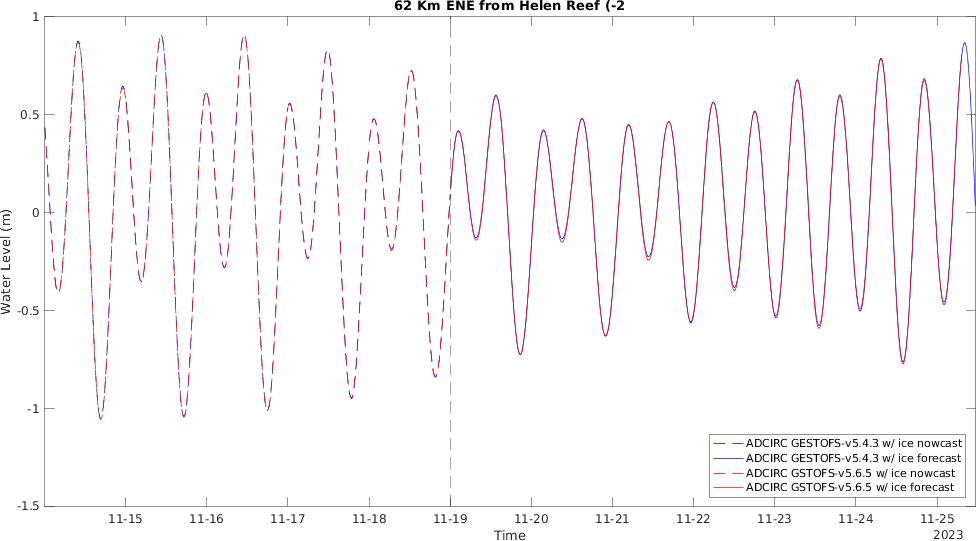 62 Km ENE from Helen Reef (-2
1
0.5
0
-0.5
-1
-1.5
Water Level (m)
11-15 11-16 11-17 11-18 11-19 11-20 11-21 11-22 11-23 11-24 11-25
2023
Time
ADCIRC GESTOFS-v5.4.3 w/ ice nowcast
ADCIRC GESTOFS-v5.4.3 w/ ice forecast
ADCIRC GSTOFS-v5.6.5 w/ ice nowcast
ADCIRC GSTOFS-v5.6.5 w/ ice forecast